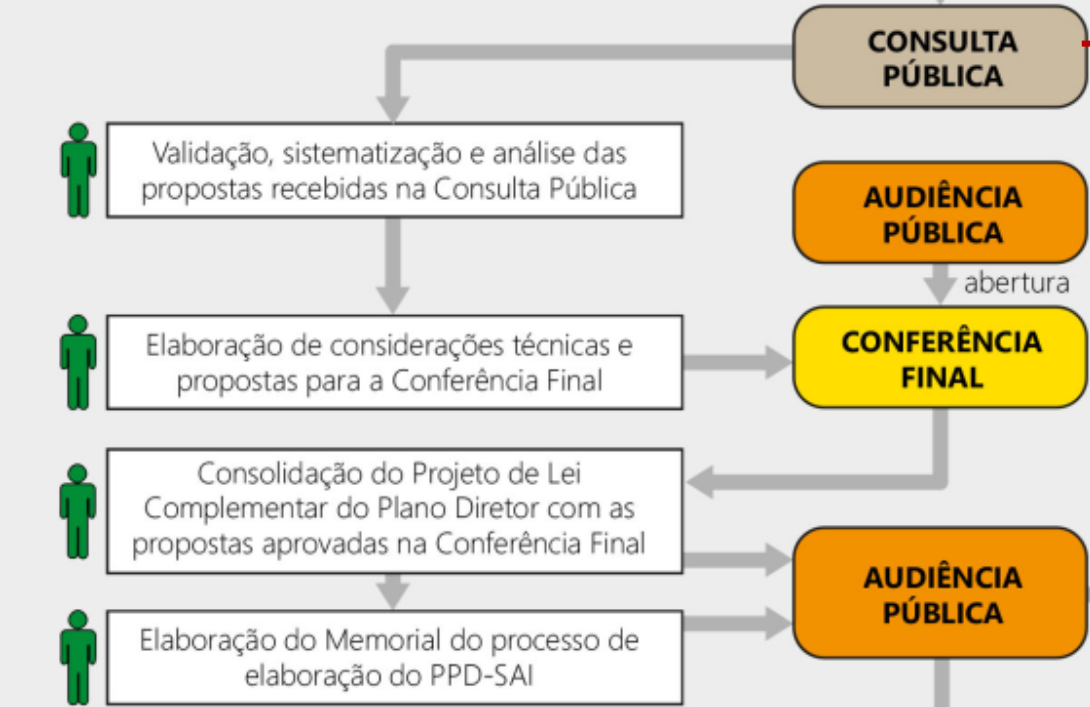 CONSULTA
PÚBLICA
Validação, sistematização e análise das
propostas recebidas na Consulta Pública
AUDIÊNCIA
PÚBLICA
abertura
Elaboração de considerações técnicas e
propostas para a Conferência Final
CONFERÊNCIA
FINAL
Consolidação do Projeto de Lei
Complementar do Plano Diretor com as
propostas aprovadas na Conferência Final
AUDIÊNCIA
PÚBLICA
Elaboração do Memorial do processo de
elaboração do PPD-SAI